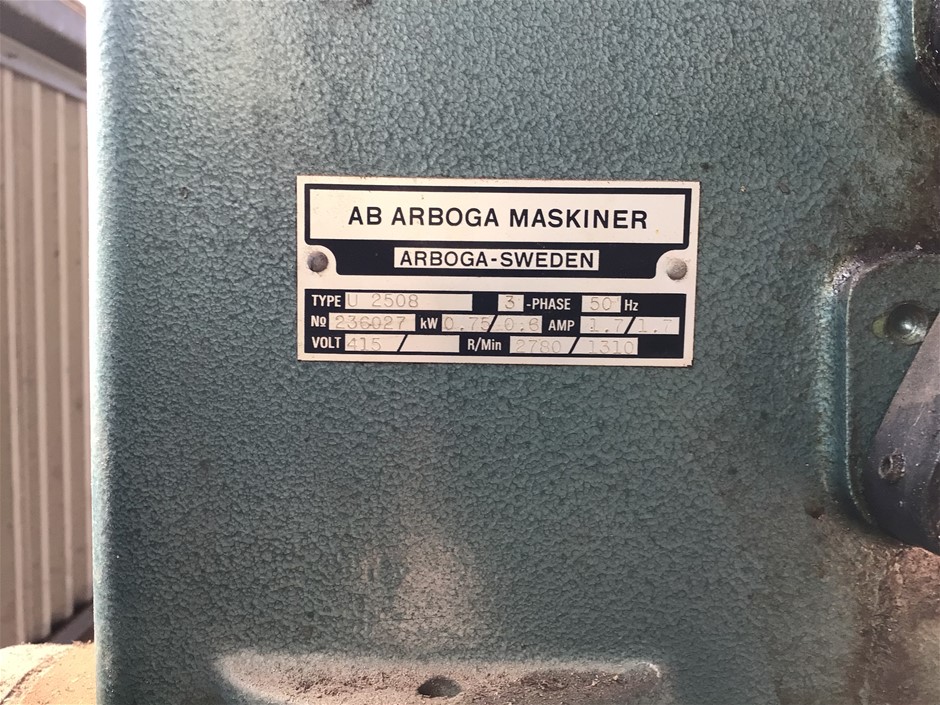 AB ARBOGA MASKINER
ARBOGA-SWEDEN
TYPE U 2508 3 -PHASE 50 Hz
No 236027 kW 0.75/0.6 AMP 1.7/1.7
VOLT 415 / R/Min 2780 / 1310